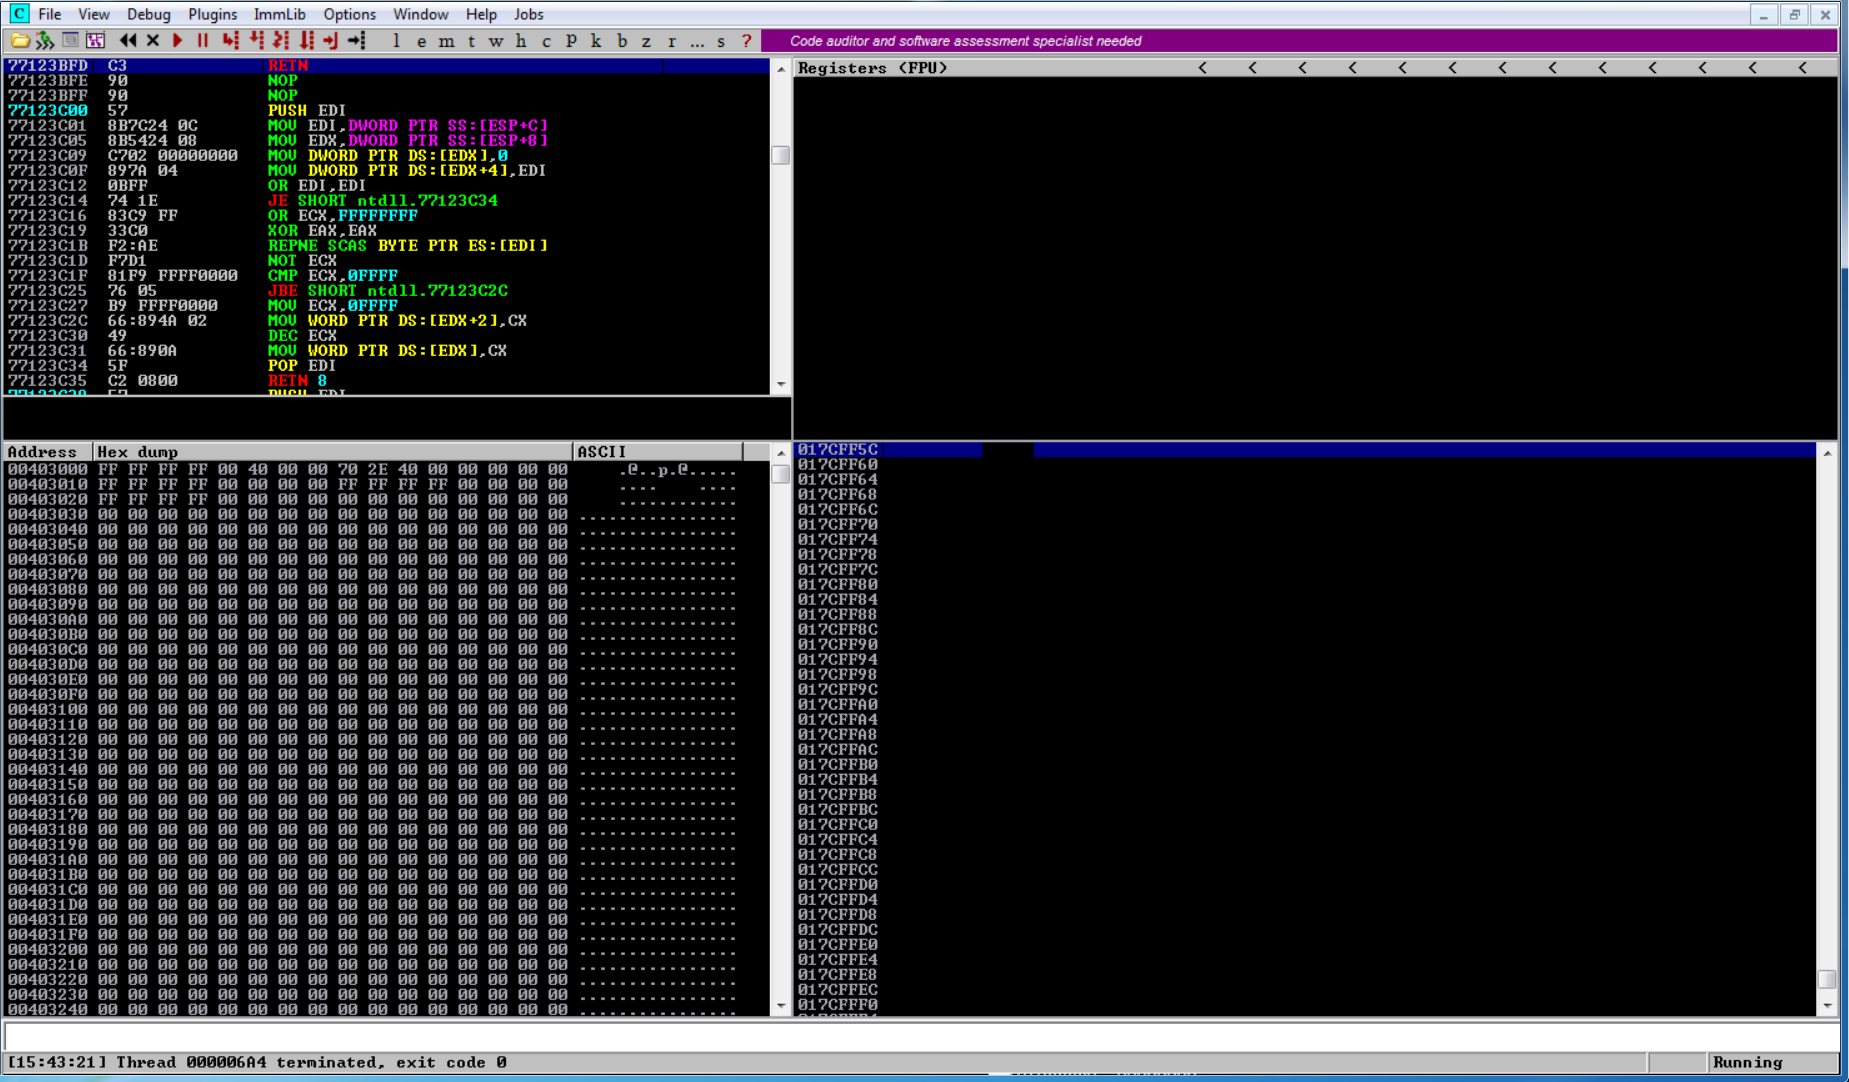 C File View Debug Plugins ImmLib Options Window Help Jobs
l e m t w h c P k b z r ... s ? Code auditor and software assessment specialist needed
77123BFD C3 RETN
77123BFE 90 NOP
77123BFF 90 NOP
77123C00 57 PUSH EDI
77123C01 8B7C24 0C MOV EDI,DWORD PTR SS:[ESP+C]
77123C05 8B5424 08 MOV EDX,DWORD PTR SS:[ESP+8]
77123C09 C702 00000000 MOV DWORD PTR DS:[EDX],0
77123C0F 897A 04 MOV DWORD PTR DS:[EDX+4],EDI
77123C12 0BFF OR EDI,EDI
77123C14 74 1E JE SHORT ntdll.77123C34
77123C16 83C9 FF OR ECX,FFFFFFFF
77123C19 33C0 XOR EAX,EAX
77123C1B F2:AE REPNE SCAS BYTE PTR ES:[EDI]
77123C1D F7D1 NOT ECX
77123C1F 81F9 FFFF0000 CMP ECX,0FFFF
77123C25 76 05 JBE SHORT ntdll.77123C2C
77123C27 B9 FFFF0000 MOV ECX,0FFFF
77123C2C 66:894A 02 MOV WORD PTR DS:[EDX+2],CX
77123C30 49 DEC ECX
77123C31 66:890A MOV WORD PTR DS:[EDX],CX
77123C34 5F POP EDI
77123C35 C2 0800 RETN 8
Registers (FPU) < < < < < < < < < < < < <
Address Hex dump ASCII
00403000 FF FF FF FF 00 40 00 00 70 2E 40 00 00 00 00 00 .@..p.@.....
00403010 FF FF FF FF 00 00 00 00 FF FF FF FF 00 00 00 00 .... ....
00403020 FF FF FF FF 00 00 00 00 00 00 00 00 00 00 00 00 ............
00403030 00 00 00 00 00 00 00 00 00 00 00 00 00 00 00 00 ................
00403040 00 00 00 00 00 00 00 00 00 00 00 00 00 00 00 00 ................
00403050 00 00 00 00 00 00 00 00 00 00 00 00 00 00 00 00 ................
00403060 00 00 00 00 00 00 00 00 00 00 00 00 00 00 00 00 ................
00403070 00 00 00 00 00 00 00 00 00 00 00 00 00 00 00 00 ................
00403080 00 00 00 00 00 00 00 00 00 00 00 00 00 00 00 00 ................
00403090 00 00 00 00 00 00 00 00 00 00 00 00 00 00 00 00 ................
004030A0 00 00 00 00 00 00 00 00 00 00 00 00 00 00 00 00 ................
004030B0 00 00 00 00 00 00 00 00 00 00 00 00 00 00 00 00 ................
004030C0 00 00 00 00 00 00 00 00 00 00 00 00 00 00 00 00 ................
004030D0 00 00 00 00 00 00 00 00 00 00 00 00 00 00 00 00 ................
004030E0 00 00 00 00 00 00 00 00 00 00 00 00 00 00 00 00 ................
004030F0 00 00 00 00 00 00 00 00 00 00 00 00 00 00 00 00 ................
00403100 00 00 00 00 00 00 00 00 00 00 00 00 00 00 00 00 ................
00403110 00 00 00 00 00 00 00 00 00 00 00 00 00 00 00 00 ................
00403120 00 00 00 00 00 00 00 00 00 00 00 00 00 00 00 00 ................
00403130 00 00 00 00 00 00 00 00 00 00 00 00 00 00 00 00 ................
00403140 00 00 00 00 00 00 00 00 00 00 00 00 00 00 00 00 ................
00403150 00 00 00 00 00 00 00 00 00 00 00 00 00 00 00 00 ................
00403160 00 00 00 00 00 00 00 00 00 00 00 00 00 00 00 00 ................
00403170 00 00 00 00 00 00 00 00 00 00 00 00 00 00 00 00 ................
00403180 00 00 00 00 00 00 00 00 00 00 00 00 00 00 00 00 ................
00403190 00 00 00 00 00 00 00 00 00 00 00 00 00 00 00 00 ................
004031A0 00 00 00 00 00 00 00 00 00 00 00 00 00 00 00 00 ................
004031B0 00 00 00 00 00 00 00 00 00 00 00 00 00 00 00 00 ................
004031C0 00 00 00 00 00 00 00 00 00 00 00 00 00 00 00 00 ................
004031D0 00 00 00 00 00 00 00 00 00 00 00 00 00 00 00 00 ................
004031E0 00 00 00 00 00 00 00 00 00 00 00 00 00 00 00 00 ................
004031F0 00 00 00 00 00 00 00 00 00 00 00 00 00 00 00 00 ................
00403200 00 00 00 00 00 00 00 00 00 00 00 00 00 00 00 00 ................
00403210 00 00 00 00 00 00 00 00 00 00 00 00 00 00 00 00 ................
00403220 00 00 00 00 00 00 00 00 00 00 00 00 00 00 00 00 ................
00403230 00 00 00 00 00 00 00 00 00 00 00 00 00 00 00 00 ................
00403240 00 00 00 00 00 00 00 00 00 00 00 00 00 00 00 00 ................
017CFF5C
017CFF60
017CFF64
017CFF68
017CFF6C
017CFF70
017CFF74
017CFF78
017CFF7C
017CFF80
017CFF84
017CFF88
017CFF8C
017CFF90
017CFF94
017CFF98
017CFF9C
017CFFA0
017CFFA4
017CFFA8
017CFFAC
017CFFB0
017CFFB4
017CFFB8
017CFFBC
017CFFC0
017CFFC4
017CFFC8
017CFFCC
017CFFD0
017CFFD4
017CFFD8
017CFFDC
017CFFE0
017CFFE4
017CFFE8
017CFFEC
017CFFF0
[15:43:21] Thread 000006A4 terminated, exit code 0
Running